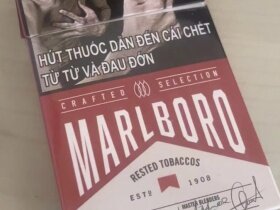 HÚT THUỐC DẪN ĐẾN CÁI CHẾT
TỪ TỪ VÀ ĐAU ĐỚN
CRAFTED SELECTION
MARLBORO
RESTED TOBACCOS
ESTD 1908
MASTER BLENDERS